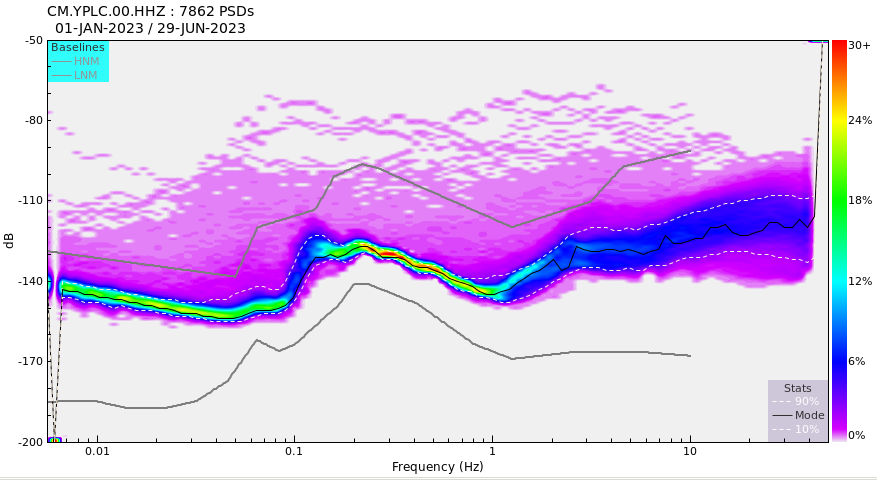 CM.YPLC.00.HHZ : 7862 PSDs
01-JAN-2023 / 29-JUN-2023
Baselines
HNM
LNM
-50
-80
-110
-140
-170
-200
dB
0.01
0.1
1
10
Frequency (Hz)
30+
24%
18%
12%
6%
0%
Stats
90%
Mode
10%